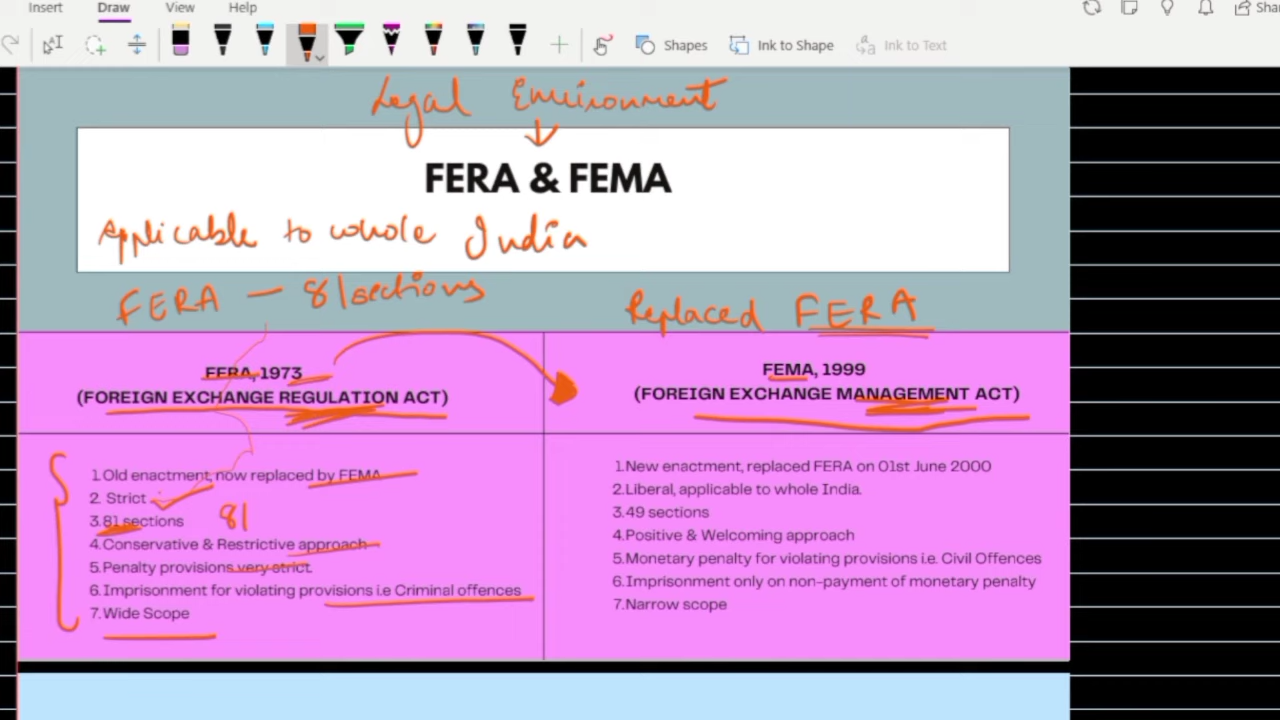 Insert Draw View Help Shar
Shapes Ink to Shape Ink to Text
Legal Environment
FERA & FEMA
Applicable to whole India
FERA — 81 sections
Replaced FERA
FERA, 1973
(FOREIGN EXCHANGE REGULATION ACT)
FEMA, 1999
(FOREIGN EXCHANGE MANAGEMENT ACT)
1.Old enactment, now replaced by FEMA
2. Strict
3.81 sections 81
4.Conservative & Restrictive approach
5.Penalty provisions very strict.
6.Imprisonment for violating provisions i.e Criminal offences
7.Wide Scope
1.New enactment, replaced FERA on 01st June 2000
2.Liberal, applicable to whole India.
3.49 sections
4.Positive & Welcoming approach
5.Monetary penalty for violating provisions i.e. Civil Offences
6.Imprisonment only on non-payment of monetary penalty
7.Narrow scope